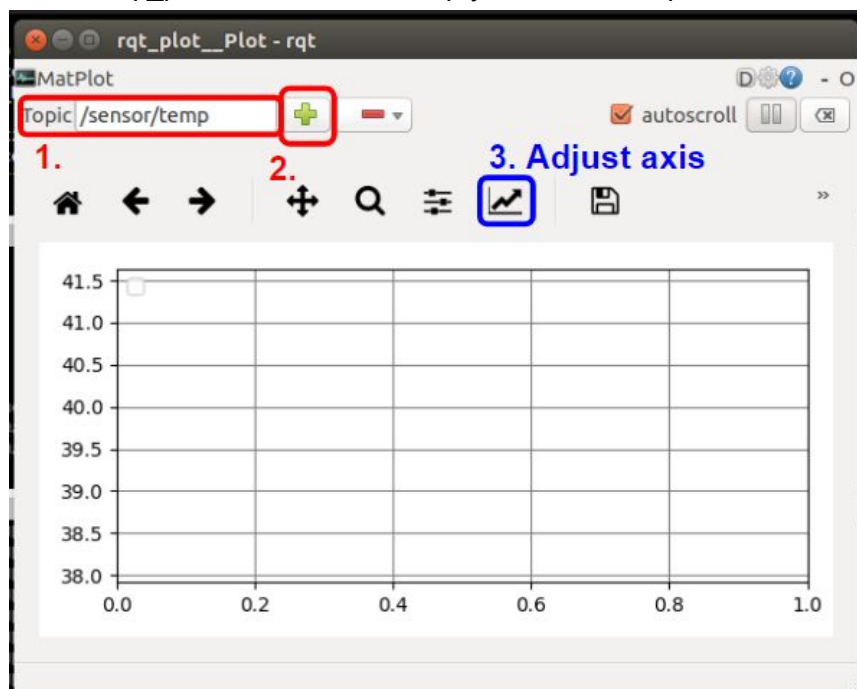 rqt_plot__Plot - rqt
MatPlot
D ? - O
Topic /sensor/temp
autoscroll
1.
2.
3. Adjust axis
»
41.5
41.0
40.5
40.0
39.5
39.0
38.5
38.0
0.0 0.2 0.4 0.6 0.8 1.0